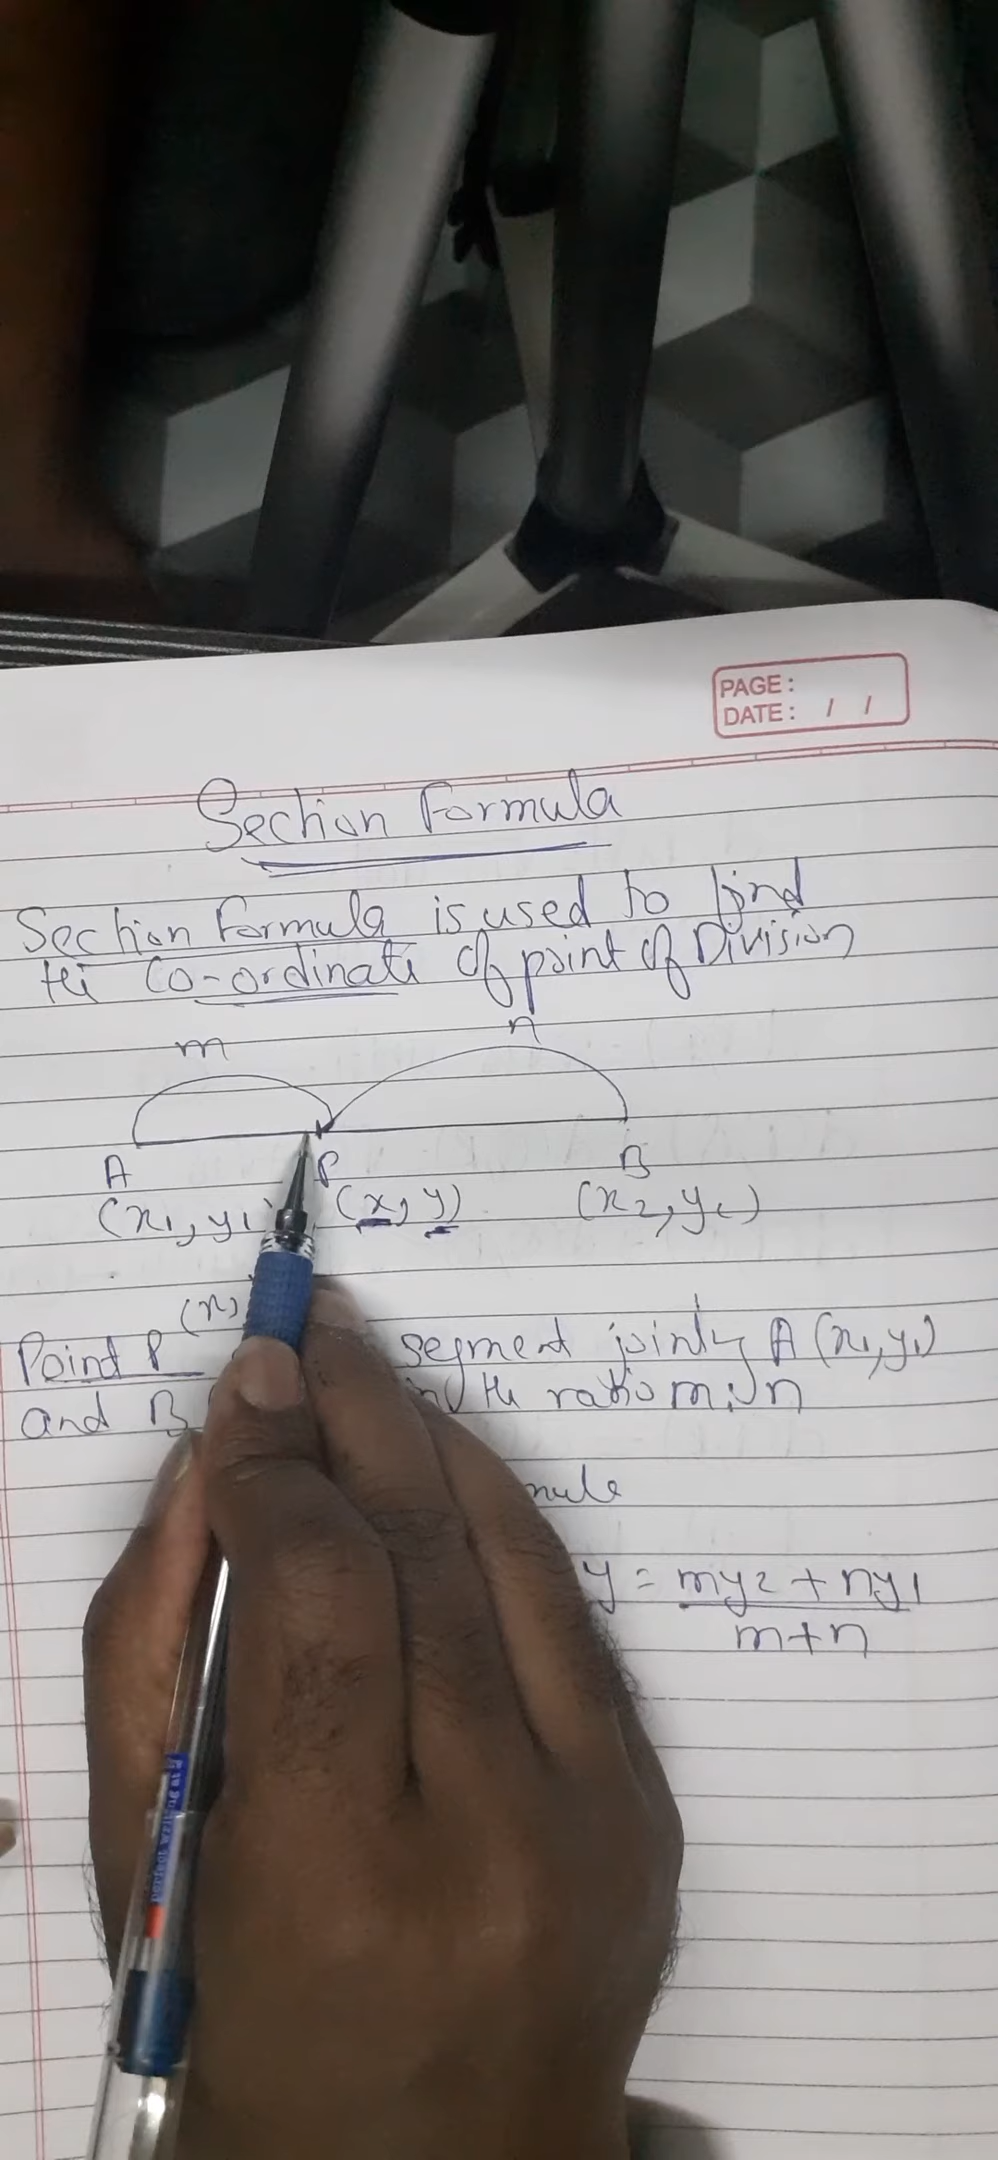 PAGE:
DATE: / /
Section Formula
Section Formula is used to find
the Co-ordinate of point of Division
m n
A P B
(x1, y1) (x, y) (x2, y2)
(x,
Point P segment joining A (x1, y1)
and B in the ratio m:n
y = my2 + ny1
m+n